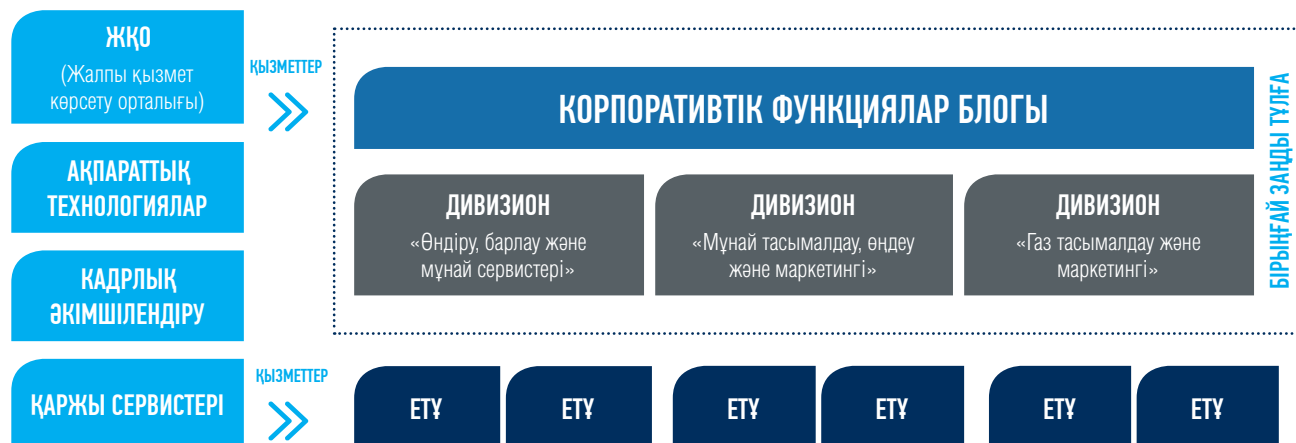 ЖҚО
(Жалпы қызмет
көрсету орталығы)
ҚЫЗМЕТТЕР
АҚПАРАТТЫҚ
ТЕХНОЛОГИЯЛАР
КАДРЛЫҚ
ӘКІМШІЛЕНДІРУ
ҚАРЖЫ СЕРВИСТЕРІ
ҚЫЗМЕТТЕР
КОРПОРАТИВТІК ФУНКЦИЯЛАР БЛОГЫ
ДИВИЗИОН
«Өндіру, барлау және
мұнай сервистері»
ДИВИЗИОН
«Мұнай тасымалдау, өңдеу
және маркетингі»
ДИВИЗИОН
«Газ тасымалдау және
маркетингі»
БІРЫҢҒАЙ ЗАҢДЫ ТҰЛҒА
ЕТҰ
ЕТҰ
ЕТҰ
ЕТҰ
ЕТҰ
ЕТҰ